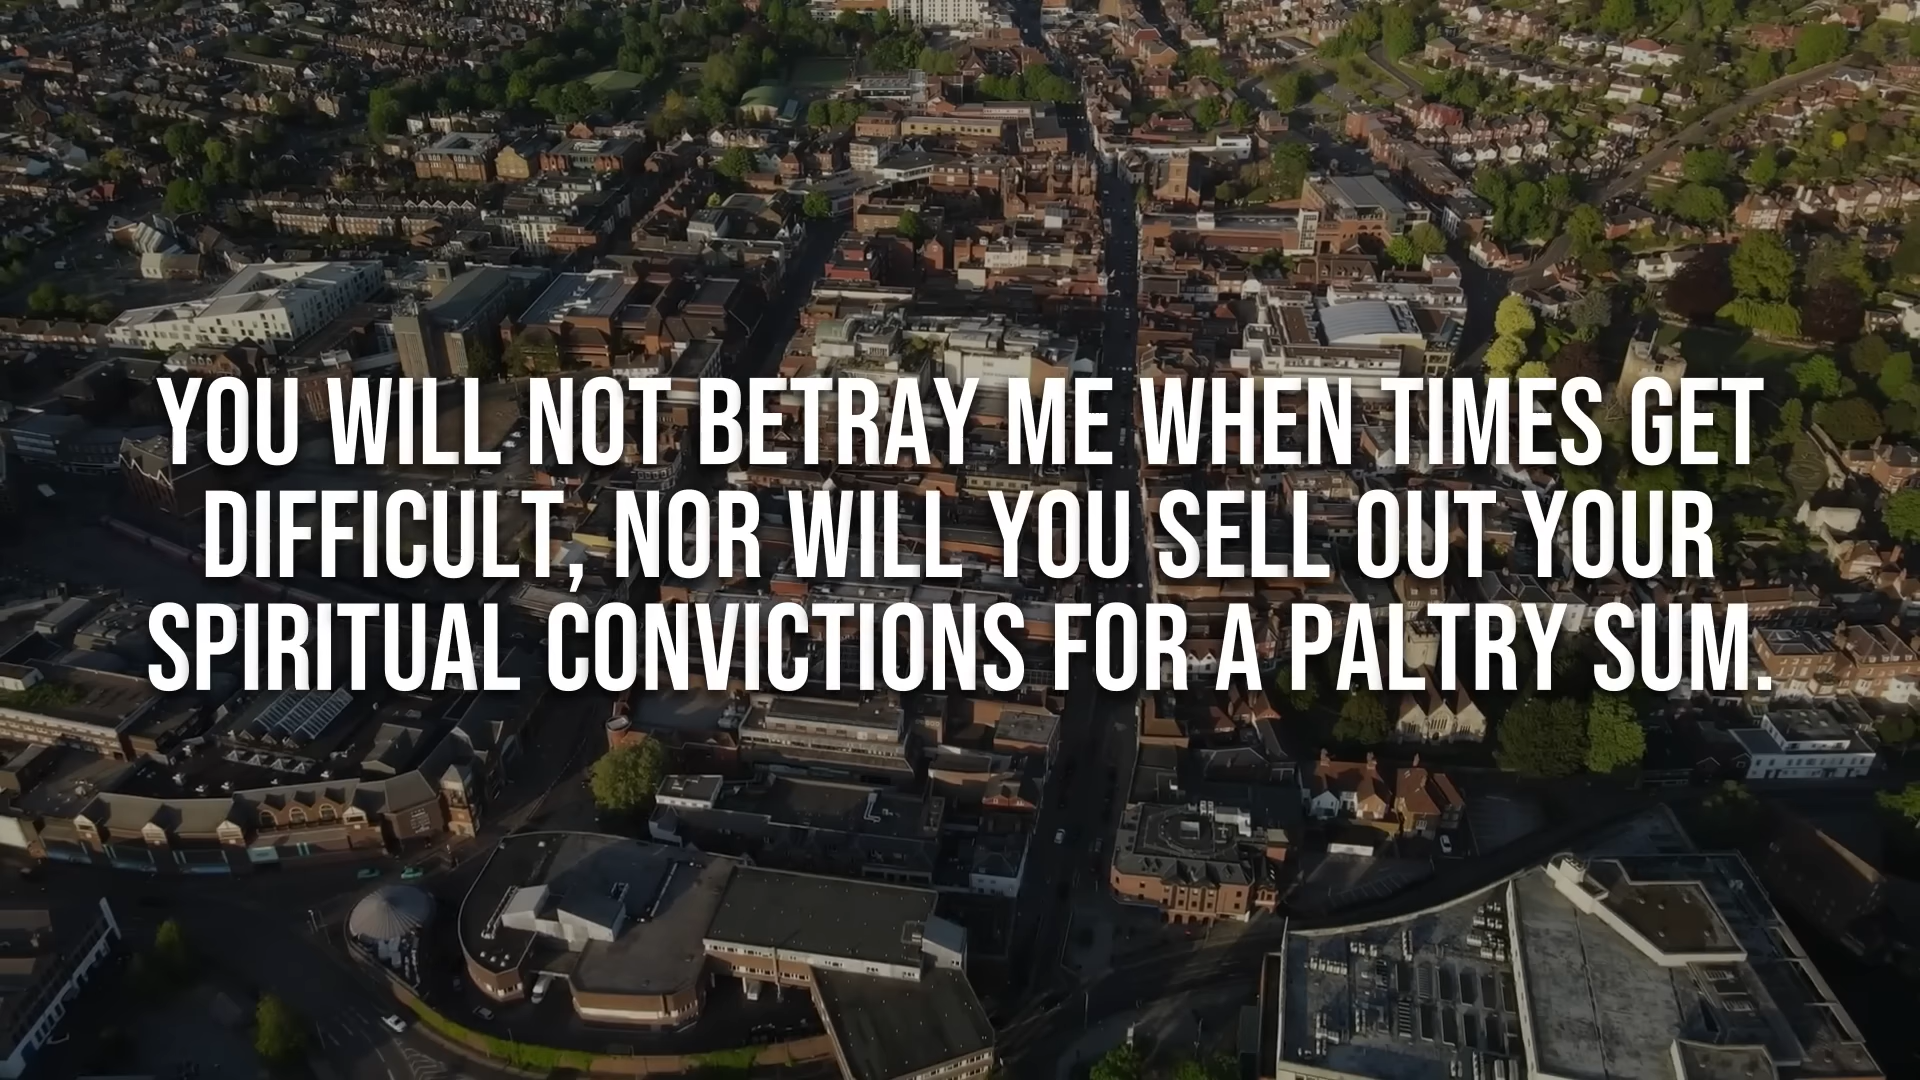 YOU WILL NOT BETRAY ME WHEN TIMES GET
DIFFICULT, NOR WILL YOU SELL OUT YOUR
SPIRITUAL CONVICTIONS FOR A PALTRY SUM.